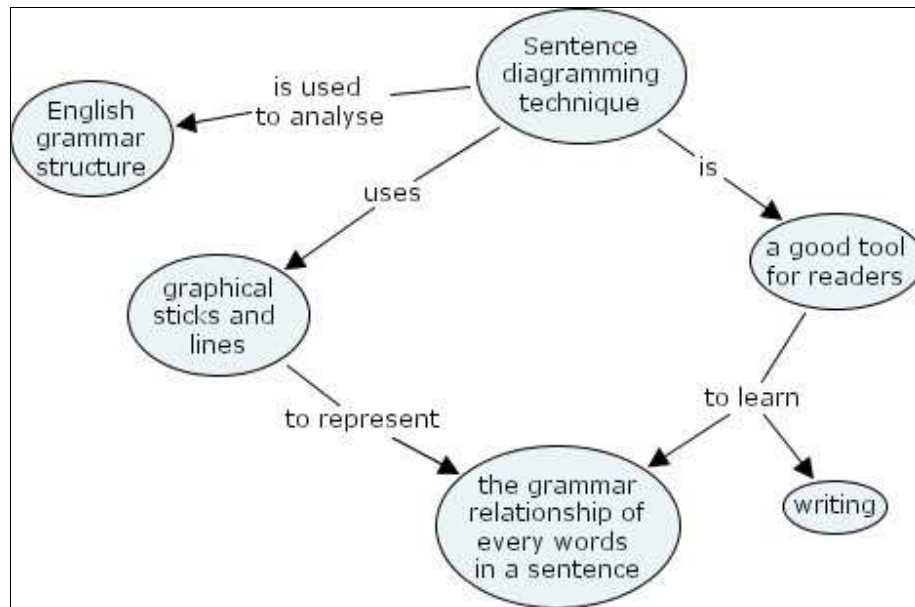 Sentence
diagramming
technique
is used
to analyse
English
grammar
structure
uses
is
graphical
sticks and
lines
a good tool
for readers
to represent
to learn
the grammar
relationship of
every words
in a sentence
writing